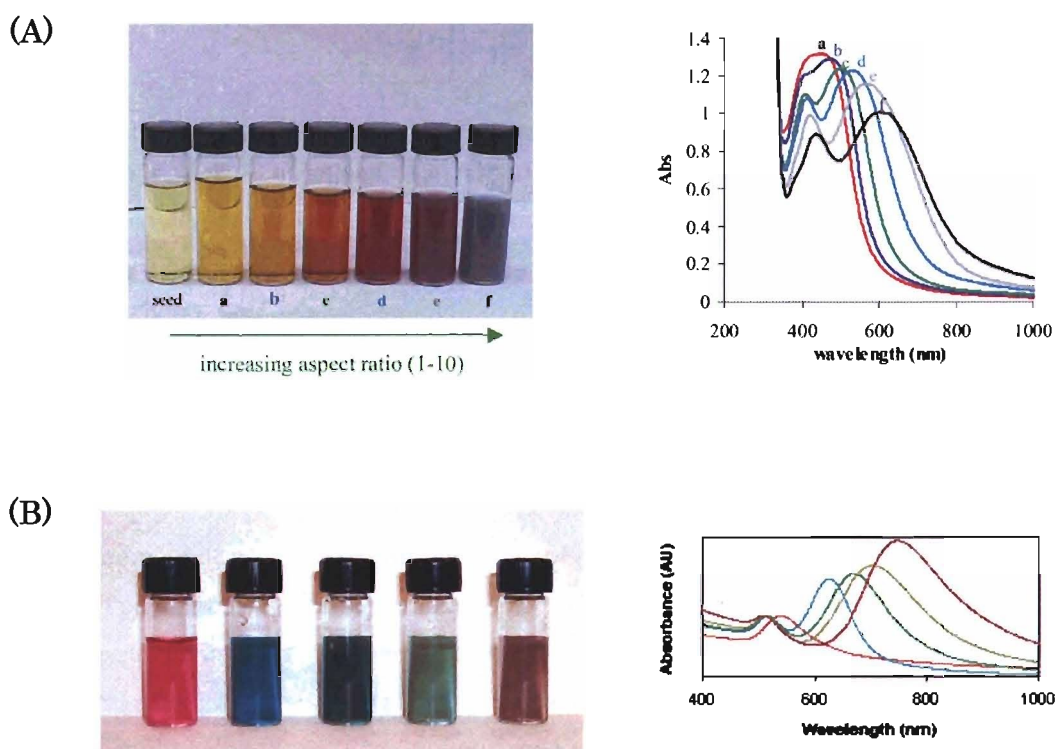 (A)
seed a b c d e f
increasing aspect ratio (1-10)
Abs
1.4
1.2
1
0.8
0.6
0.4
0.2
0
a b c d e f
200 400 600 800 1000
wavelength (nm)
(B)
Absorbance (AU)
400 600 800 1000
Wavelength (nm)